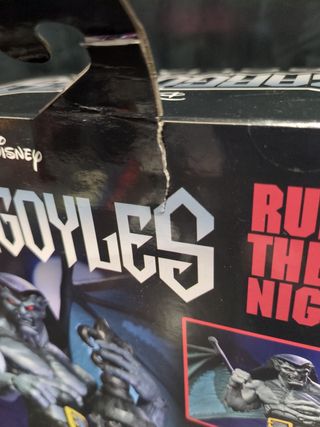 DISNEY
GOYLES
RU
THE
NIG